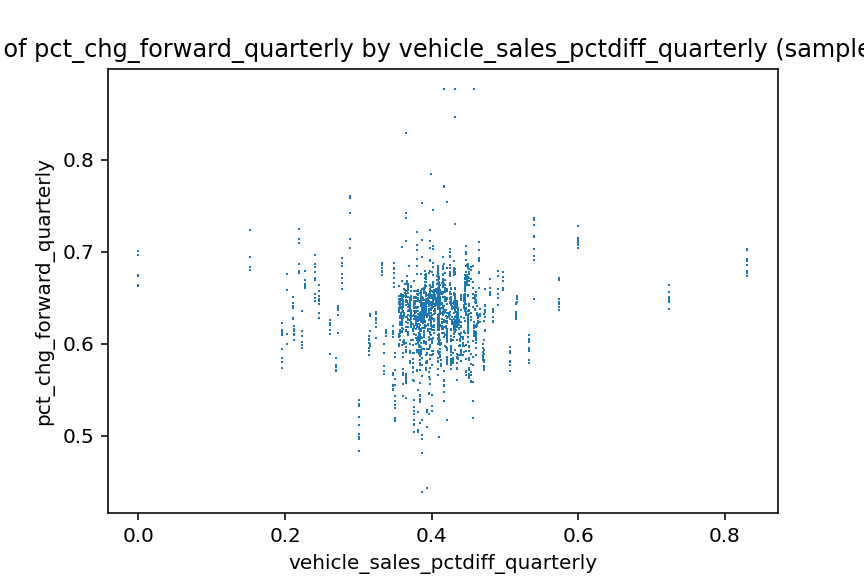 of pct_chg_forward_quarterly by vehicle_sales_pctdiff_quarterly (sample
0.8
0.7
0.6
0.5
pct_chg_forward_quarterly
0.0 0.2 0.4 0.6 0.8
vehicle_sales_pctdiff_quarterly